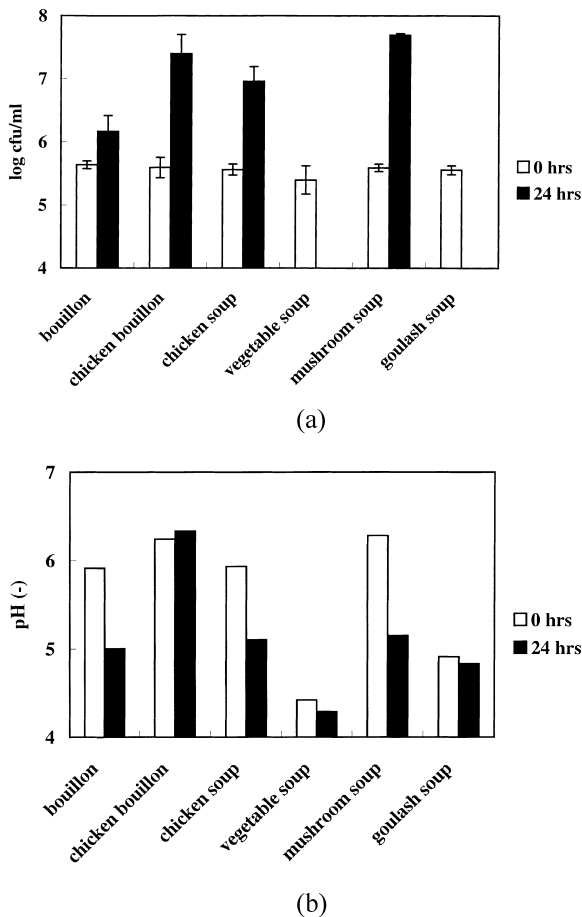 8
7
6
5
4
log cfu/ml
0 hrs
24 hrs
bouillon
chicken bouillon
chicken soup
vegetable soup
mushroom soup
goulash soup
(a)
7
6
5
4
pH (-)
0 hrs
24 hrs
bouillon
chicken bouillon
chicken soup
vegetable soup
mushroom soup
goulash soup
(b)